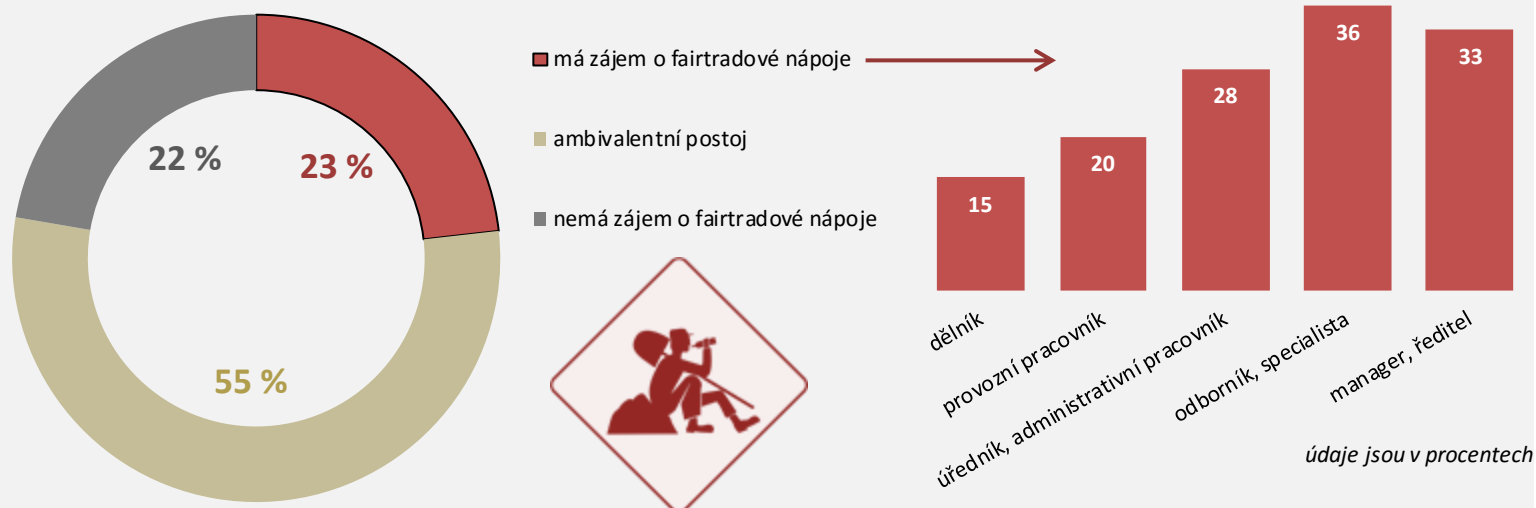 22 %
23 %
55 %
má zájem o fairtradové nápoje
ambivalentní postoj
nemá zájem o fairtradové nápoje
15
20
28
36
33
dělník
provozní pracovník
úředník, administrativní pracovník
odborník, specialista
manager, ředitel
údaje jsou v procentech